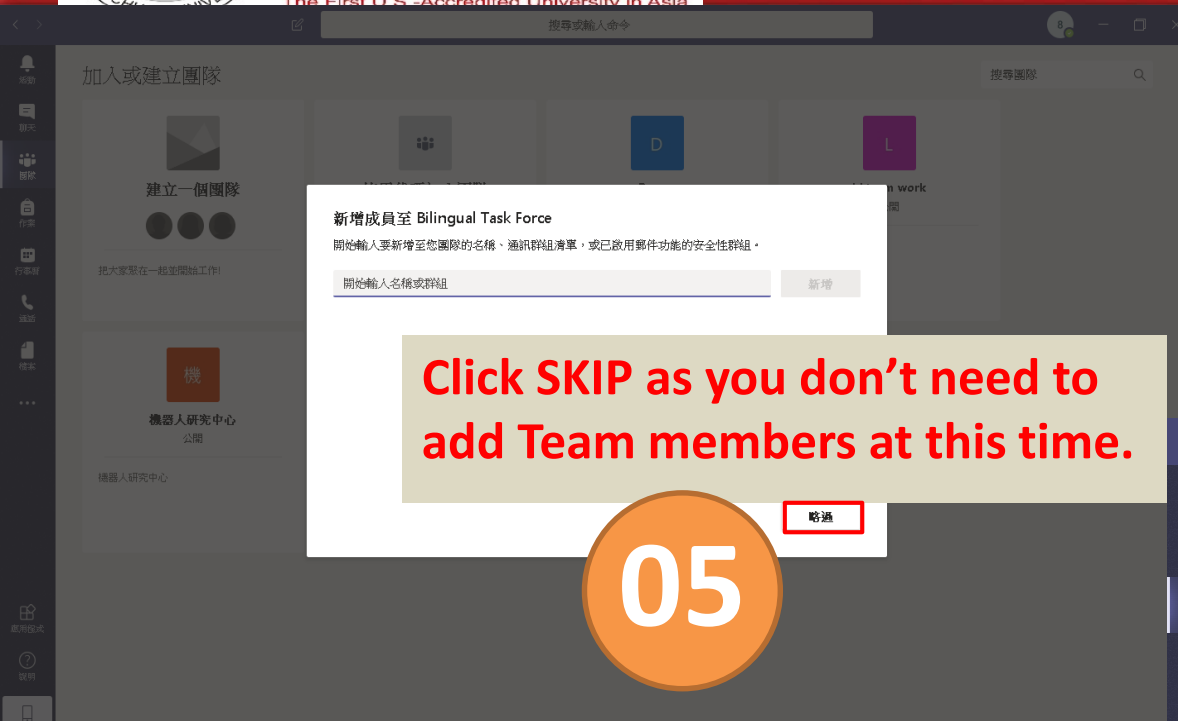 The First U.S.-Accredited University in Asia
搜尋或輸入命令
8
加入或建立團隊
搜尋團隊
聊天
團隊
作業
行事曆
通話
檔案
說明
D
L
建立一個團隊
把大家聚在一起並開始工作!
機
機器人研究中心
公開
機器人研究中心
新增成員至 Bilingual Task Force
開始輸入要新增至您團隊的名稱、通訊群組清單，或已啟用郵件功能的安全性群組。
開始輸入名稱或群組
新增
Click SKIP as you don’t need to
add Team members at this time.
略過
05